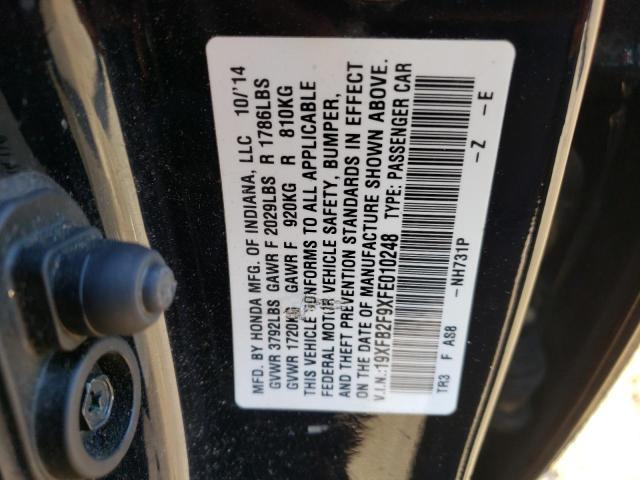 MFD. BY HONDA MFG. OF INDIANA, LLC 10/'14
GVWR 3792LBS GAWR F 2029LBS R 1786LBS
GVWR 1720KG GAWR F 920KG R 810KG
THIS VEHICLE CONFORMS TO ALL APPLICABLE
FEDERAL MOTOR VEHICLE SAFETY, BUMPER,
AND THEFT PREVENTION STANDARDS IN EFFECT
ON THE DATE OF MANUFACTURE SHOWN ABOVE.
V.I.N.:19XFB2F9XFE010248 TYPE: PASSENGER CAR
TR3 F AS8 -NH731P -Z -E